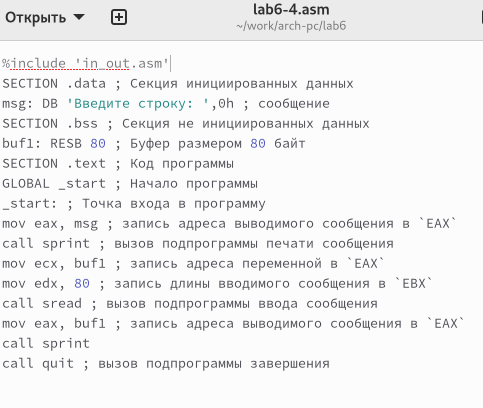 Открыть
lab6-4.asm
~/work/arch-pc/lab6
%include 'in_out.asm'
SECTION .data ; Секция инициированных данных
msg: DB 'Введите строку: ',0h ; сообщение
SECTION .bss ; Секция не инициированных данных
buf1: RESB 80 ; Буфер размером 80 байт
SECTION .text ; Код программы
GLOBAL _start ; Начало программы
_start: ; Точка входа в программу
mov eax, msg ; запись адреса выводимого сообщения в `EAX`
call sprint ; вызов подпрограммы печати сообщения
mov ecx, buf1 ; запись адреса переменной в `EAX`
mov edx, 80 ; запись длины вводимого сообщения в `EBX`
call sread ; вызов подпрограммы ввода сообщения
mov eax, buf1 ; запись адреса выводимого сообщения в `EAX`
call sprint
call quit ; вызов подпрограммы завершения